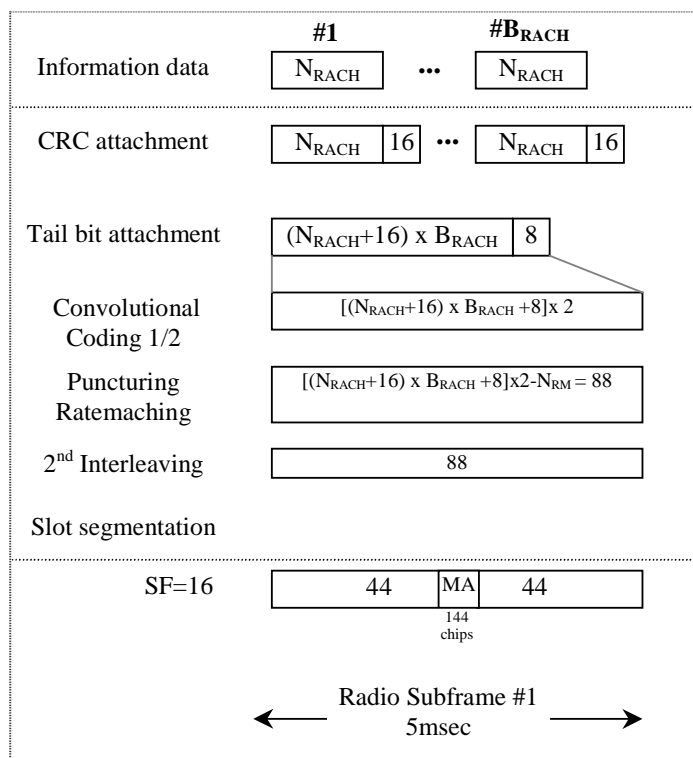 #1 #B_RACH
Information data N_RACH ... N_RACH
CRC attachment N_RACH 16 ... N_RACH 16
Tail bit attachment (N_RACH+16) x B_RACH 8
Convolutional
Coding 1/2
[(N_RACH+16) x B_RACH +8]x 2
Puncturing
Ratemaching
[(N_RACH+16) x B_RACH +8]x2-N_RM = 88
2nd Interleaving 88
Slot segmentation
SF=16 44 MA 44
144
chips
Radio Subframe #1
5msec